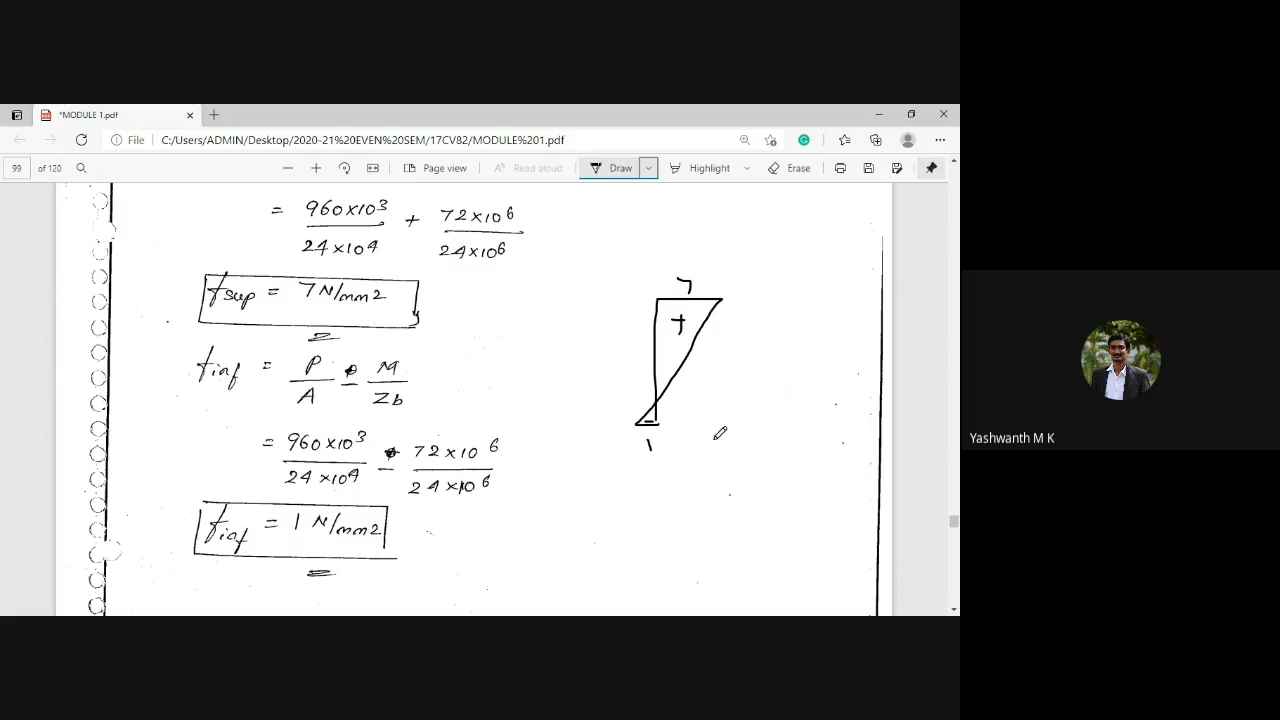 *MODULE 1.pdf
File | C:/Users/ADMIN/Desktop/2020-21%20EVEN%20SEM/17CV82/MODULE%201.pdf
99 of 120 Page view Read aloud Draw Highlight Erase
= 960×10³ / 24×10⁴ + 72×10⁶ / 24×10⁶
fsup = 7 N/mm2
finf = P / A - M / Zb
= 960×10³ / 24×10⁴ - 72×10⁶ / 24×10⁶
finf = 1 N/mm2
7
+
-
1
Yashwanth M K